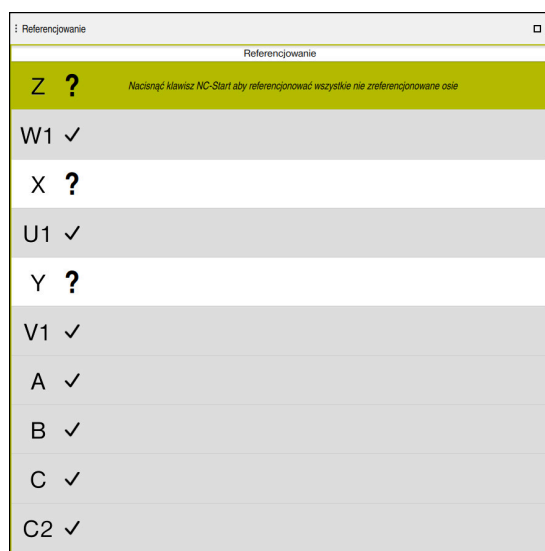 Referencjowanie
Referencjowanie
Z ? Nacisnąć klawisz NC-Start aby referencjonować wszystkie nie zreferencjonowane osie
W1 ✓
X ?
U1 ✓
Y ?
V1 ✓
A ✓
B ✓
C ✓
C2 ✓